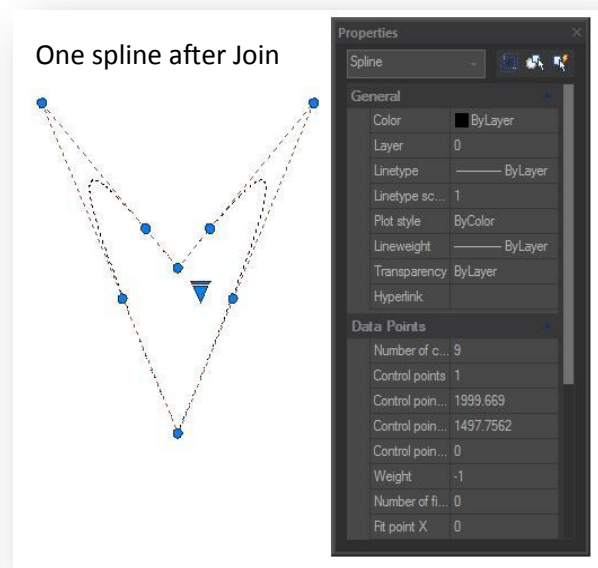 One spline after Join
Properties
Spline
General
Color ByLayer
Layer 0
Linetype ByLayer
Linetype sc... 1
Plot style ByColor
Lineweight ByLayer
Transparency ByLayer
Hyperlink
Data Points
Number of c... 9
Control points 1
Control poin... 1999.669
Control poin... 1497.7562
Control poin... 0
Weight -1
Number of fi... 0
Fit point X 0